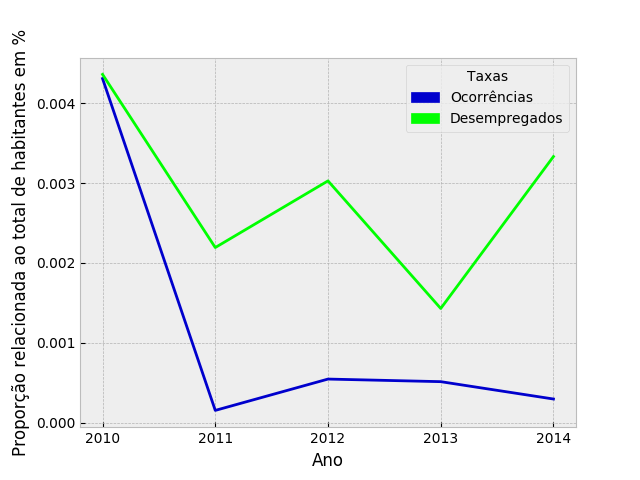 Proporção relacionada ao total de habitantes em %
0.004
0.003
0.002
0.001
0.000
Taxas
Ocorrências
Desempregados
2010 2011 2012 2013 2014
Ano